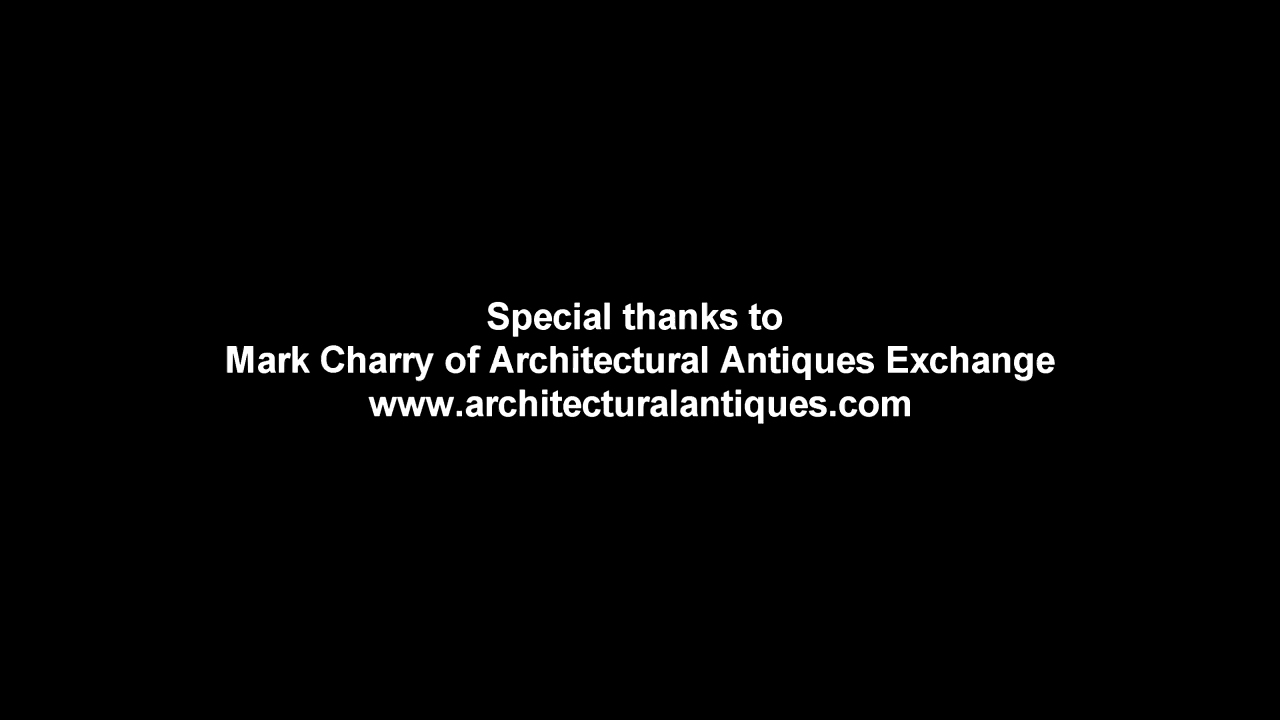 Special thanks to
Mark Charry of Architectural Antiques Exchange
www.architecturalantiques.com